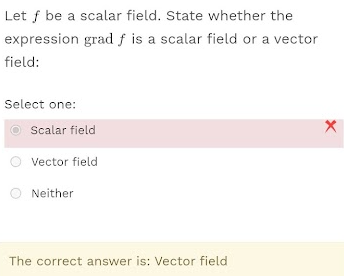 Let f be a scalar field. State whether the
expression grad f is a scalar field or a vector
field:
Select one:
Scalar field
Vector field
Neither
The correct answer is: Vector field